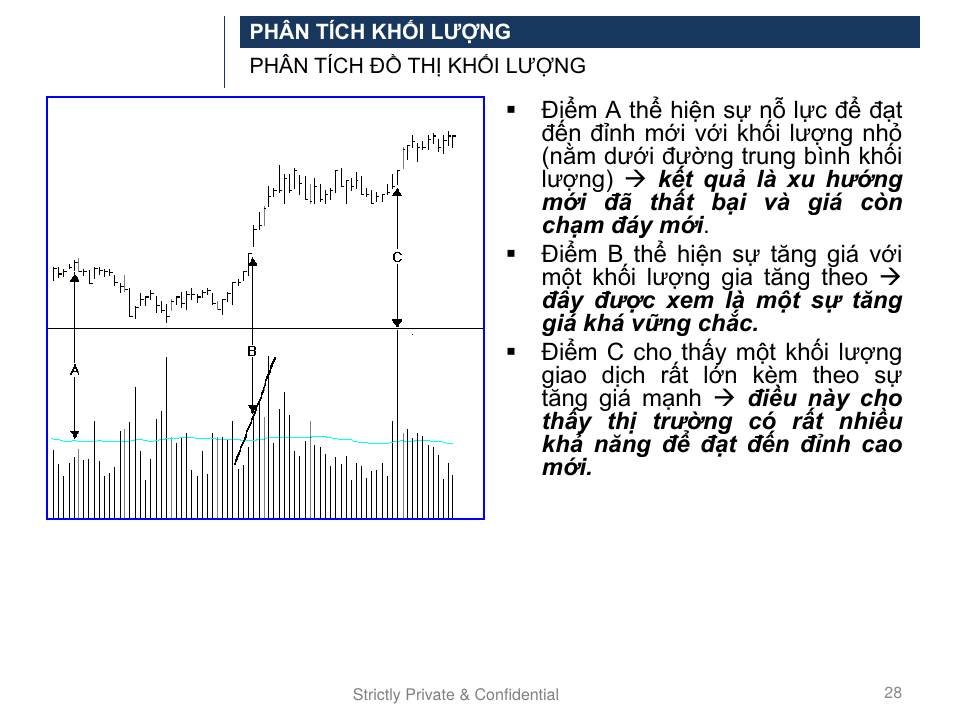 PHÂN TÍCH KHỐI LƯỢNG
PHÂN TÍCH ĐỒ THỊ KHỐI LƯỢNG
A
B
C
▪ Điểm A thể hiện sự nỗ lực để đạt
đến đỉnh mới với khối lượng nhỏ
(nằm dưới đường trung bình khối
lượng) → kết quả là xu hướng
mới đã thất bại và giá còn
chạm đáy mới.
▪ Điểm B thể hiện sự tăng giá với
một khối lượng gia tăng theo →
đây được xem là một sự tăng
giá khá vững chắc.
▪ Điểm C cho thấy một khối lượng
giao dịch rất lớn kèm theo sự
tăng giá mạnh → điều này cho
thấy thị trường có rất nhiều
khả năng để đạt đến đỉnh cao
mới.
Strictly Private & Confidential
28